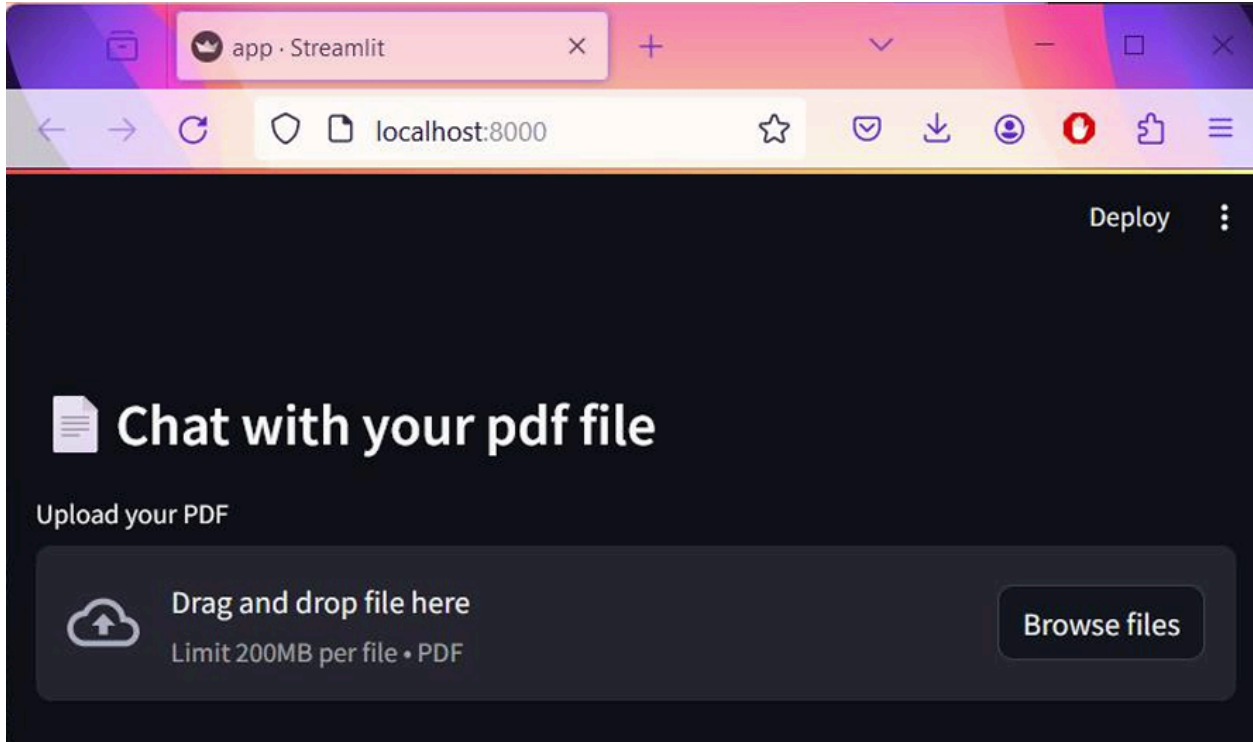 app · Streamlit
localhost:8000
Deploy
Chat with your pdf file
Upload your PDF
Drag and drop file here
Limit 200MB per file • PDF
Browse files